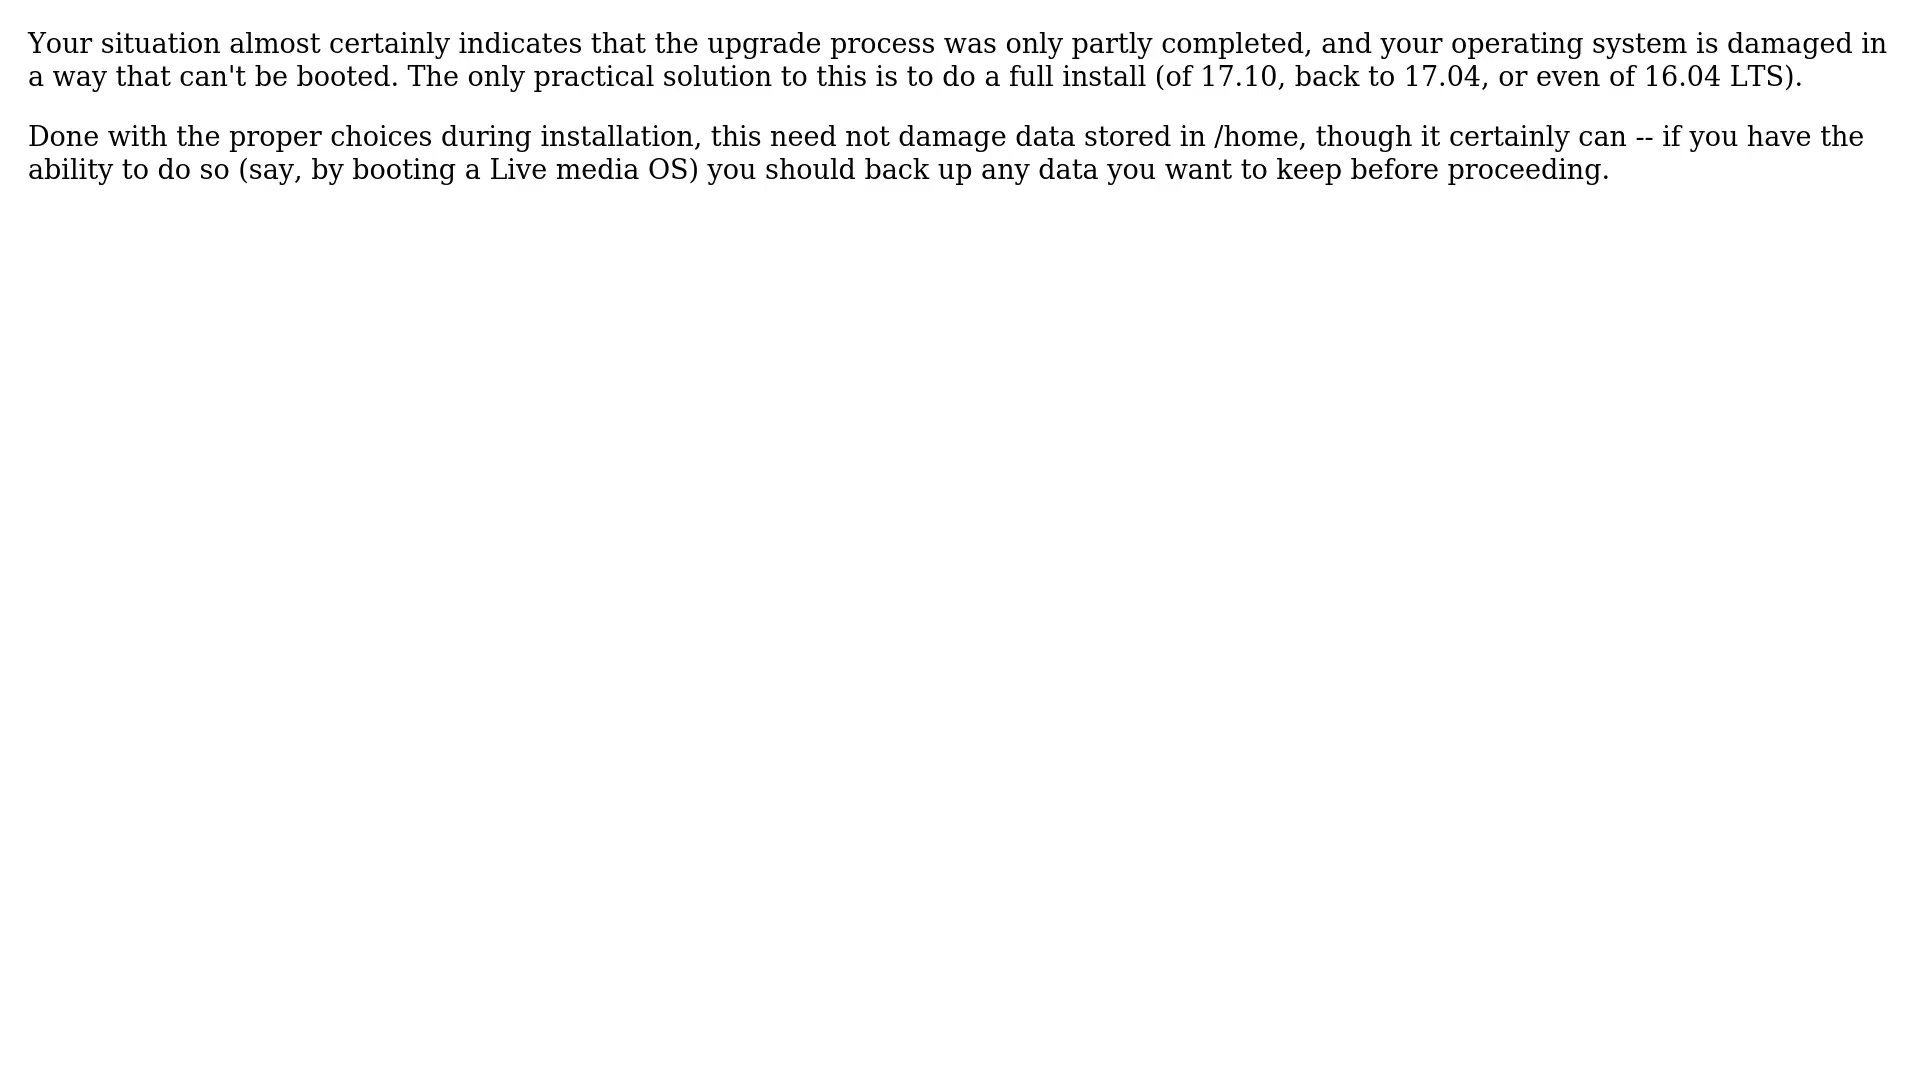 Your situation almost certainly indicates that the upgrade process was only partly completed, and your operating system is damaged in
a way that can't be booted. The only practical solution to this is to do a full install (of 17.10, back to 17.04, or even of 16.04 LTS).
Done with the proper choices during installation, this need not damage data stored in /home, though it certainly can -- if you have the
ability to do so (say, by booting a Live media OS) you should back up any data you want to keep before proceeding.